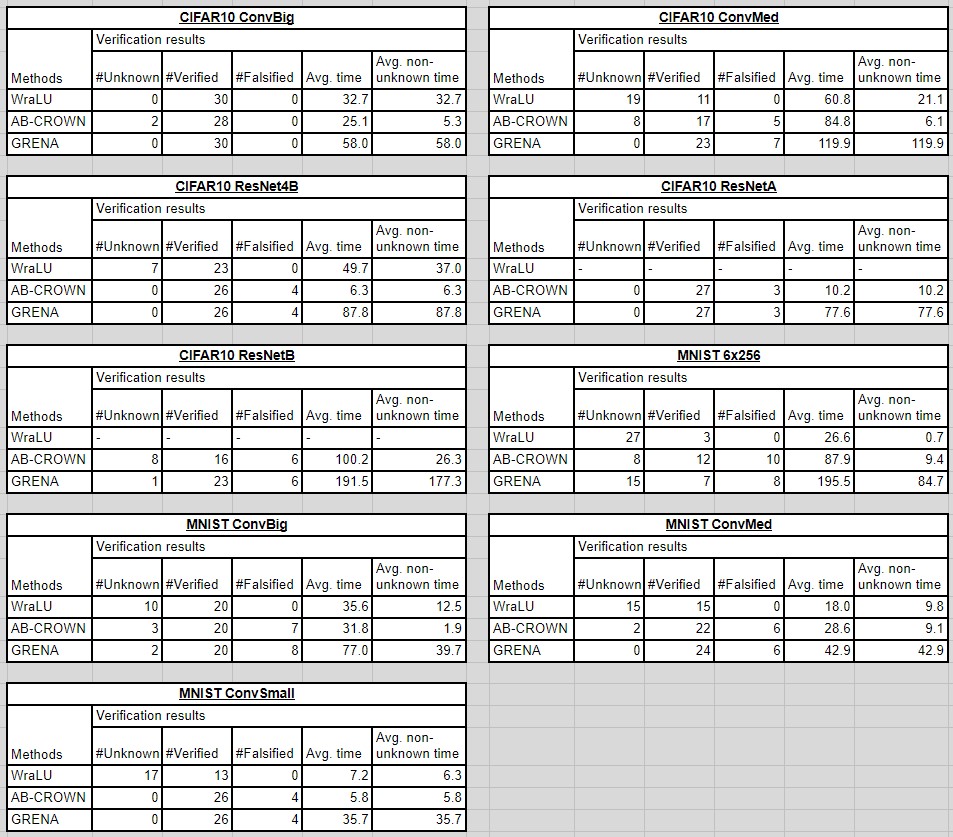 CIFAR10 ConvBig
Verification results
Methods #Unknown #Verified #Falsified Avg. time Avg. non-unknown time
WraLU 0 30 0 32.7 32.7
AB-CROWN 2 28 0 25.1 5.3
GRENA 0 30 0 58.0 58.0
CIFAR10 ConvMed
Verification results
Methods #Unknown #Verified #Falsified Avg. time Avg. non-unknown time
WraLU 19 11 0 60.8 21.1
AB-CROWN 8 17 5 84.8 6.1
GRENA 0 23 7 119.9 119.9
CIFAR10 ResNet4B
Verification results
Methods #Unknown #Verified #Falsified Avg. time Avg. non-unknown time
WraLU 7 23 0 49.7 37.0
AB-CROWN 0 26 4 6.3 6.3
GRENA 0 26 4 87.8 87.8
CIFAR10 ResNetA
Verification results
Methods #Unknown #Verified #Falsified Avg. time Avg. non-unknown time
WraLU - - - - -
AB-CROWN 0 27 3 10.2 10.2
GRENA 0 27 3 77.6 77.6
CIFAR10 ResNetB
Verification results
Methods #Unknown #Verified #Falsified Avg. time Avg. non-unknown time
WraLU - - - - -
AB-CROWN 8 16 6 100.2 26.3
GRENA 1 23 6 191.5 177.3
MNIST 6x256
Verification results
Methods #Unknown #Verified #Falsified Avg. time Avg. non-unknown time
WraLU 27 3 0 26.6 0.7
AB-CROWN 8 12 10 87.9 9.4
GRENA 15 7 8 195.5 84.7
MNIST ConvBig
Verification results
Methods #Unknown #Verified #Falsified Avg. time Avg. non-unknown time
WraLU 10 20 0 35.6 12.5
AB-CROWN 3 20 7 31.8 1.9
GRENA 2 20 8 77.0 39.7
MNIST ConvMed
Verification results
Methods #Unknown #Verified #Falsified Avg. time Avg. non-unknown time
WraLU 15 15 0 18.0 9.8
AB-CROWN 2 22 6 28.6 9.1
GRENA 0 24 6 42.9 42.9
MNIST ConvSmall
Verification results
Methods #Unknown #Verified #Falsified Avg. time Avg. non-unknown time
WraLU 17 13 0 7.2 6.3
AB-CROWN 0 26 4 5.8 5.8
GRENA 0 26 4 35.7 35.7